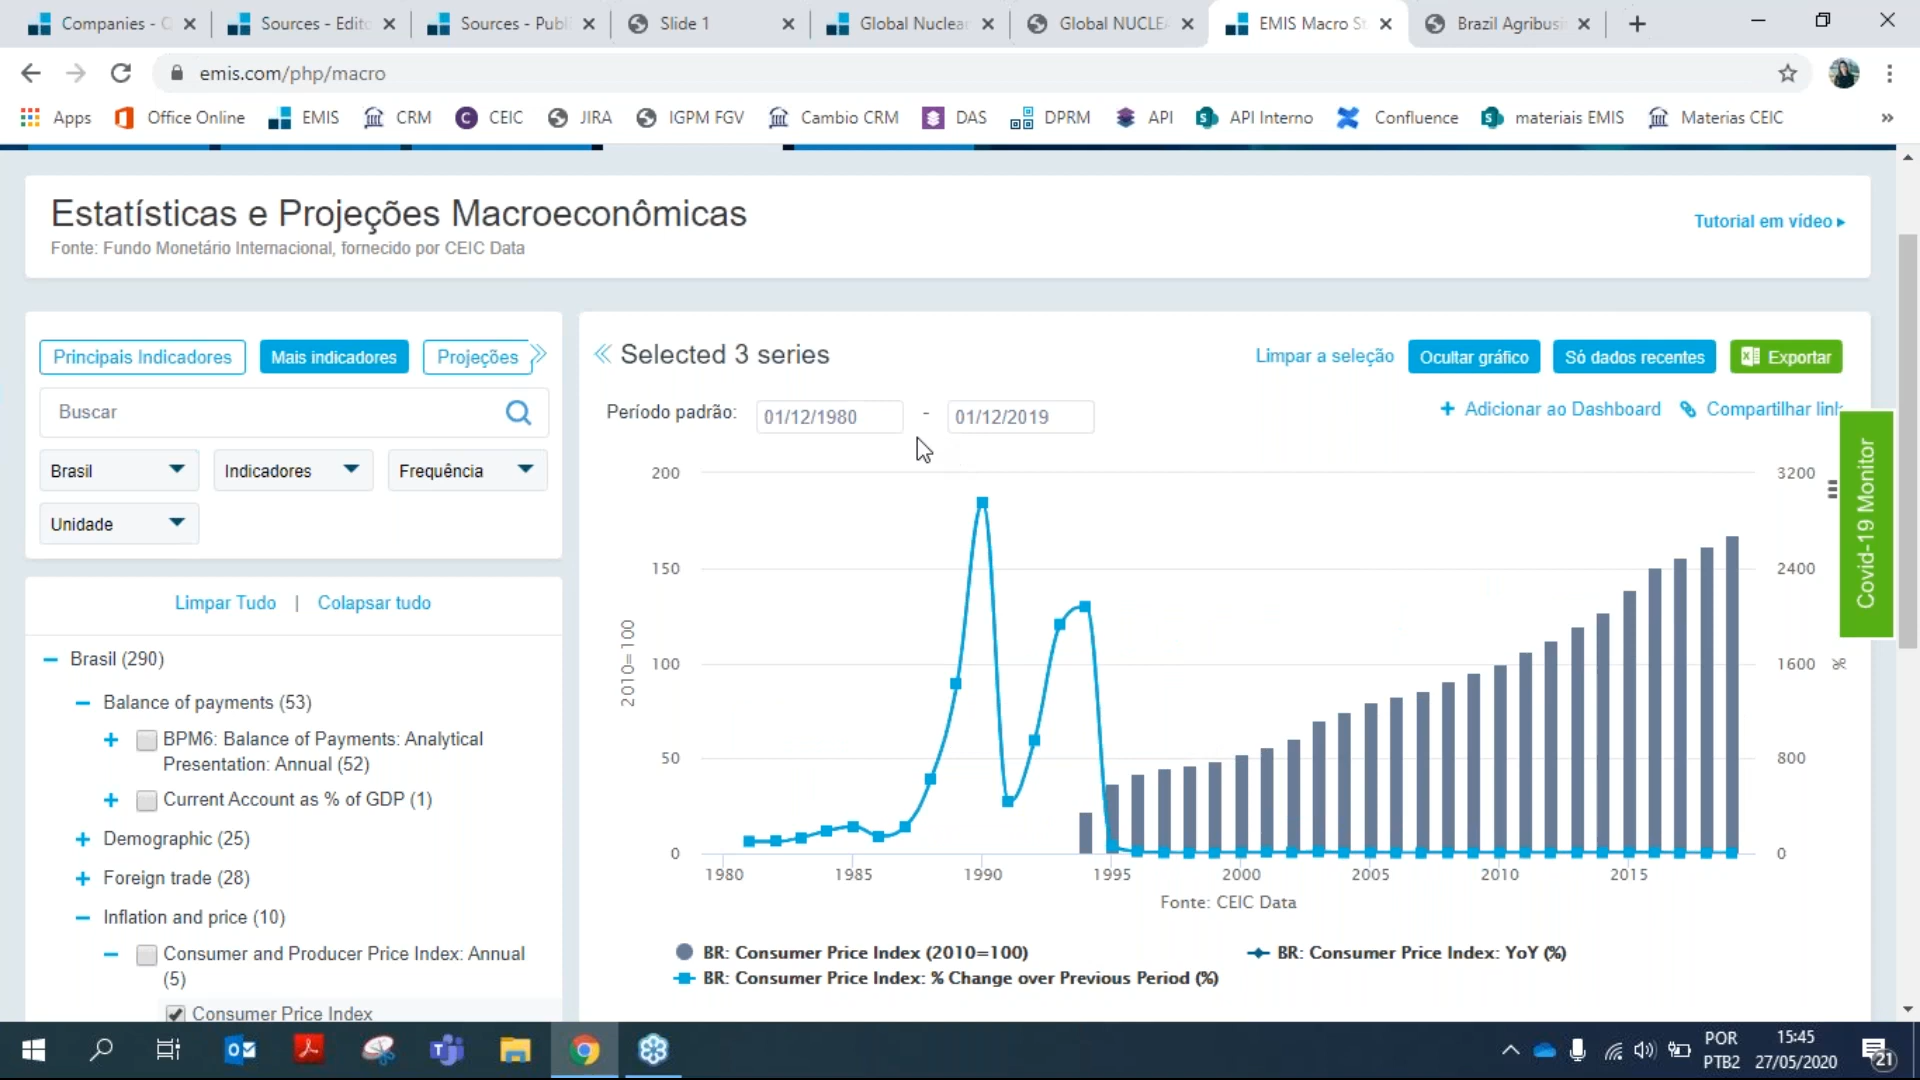 Companies - 
Sources - Edito
Sources - Publ
Slide 1
Global Nuclear
Global NUCLEA
EMIS Macro St
Brazil Agribusi
emis.com/php/macro
Apps
Office Online
EMIS
CRM
CEIC
JIRA
IGPM FGV
Cambio CRM
DAS
DPRM
API
API Interno
Confluence
materiais EMIS
Materias CEIC
Estatísticas e Projeções Macroeconômicas
Fonte: Fundo Monetário Internacional, fornecido por CEIC Data
Tutorial em vídeo
Principais Indicadores
Mais indicadores
Projeções
Buscar
Brasil
Indicadores
Frequência
Unidade
Limpar Tudo | Colapsar tudo
Brasil (290)
Balance of payments (53)
BPM6: Balance of Payments: Analytical
Presentation: Annual (52)
Current Account as % of GDP (1)
Demographic (25)
Foreign trade (28)
Inflation and price (10)
Consumer and Producer Price Index: Annual
(5)
Consumer Price Index
Selected 3 series
Limpar a seleção
Ocultar gráfico
Só dados recentes
Exportar
Período padrão:
01/12/1980 - 01/12/2019
+ Adicionar ao Dashboard
Compartilhar link
Covid-19 Monitor
200
150
100
50
0
2010=100
3200
2400
1600
800
0
%
1980
1985
1990
1995
2000
2005
2010
2015
Fonte: CEIC Data
BR: Consumer Price Index (2010=100)
BR: Consumer Price Index: YoY (%)
BR: Consumer Price Index: % Change over Previous Period (%)
POR
PTB2
15:45
27/05/2020
21